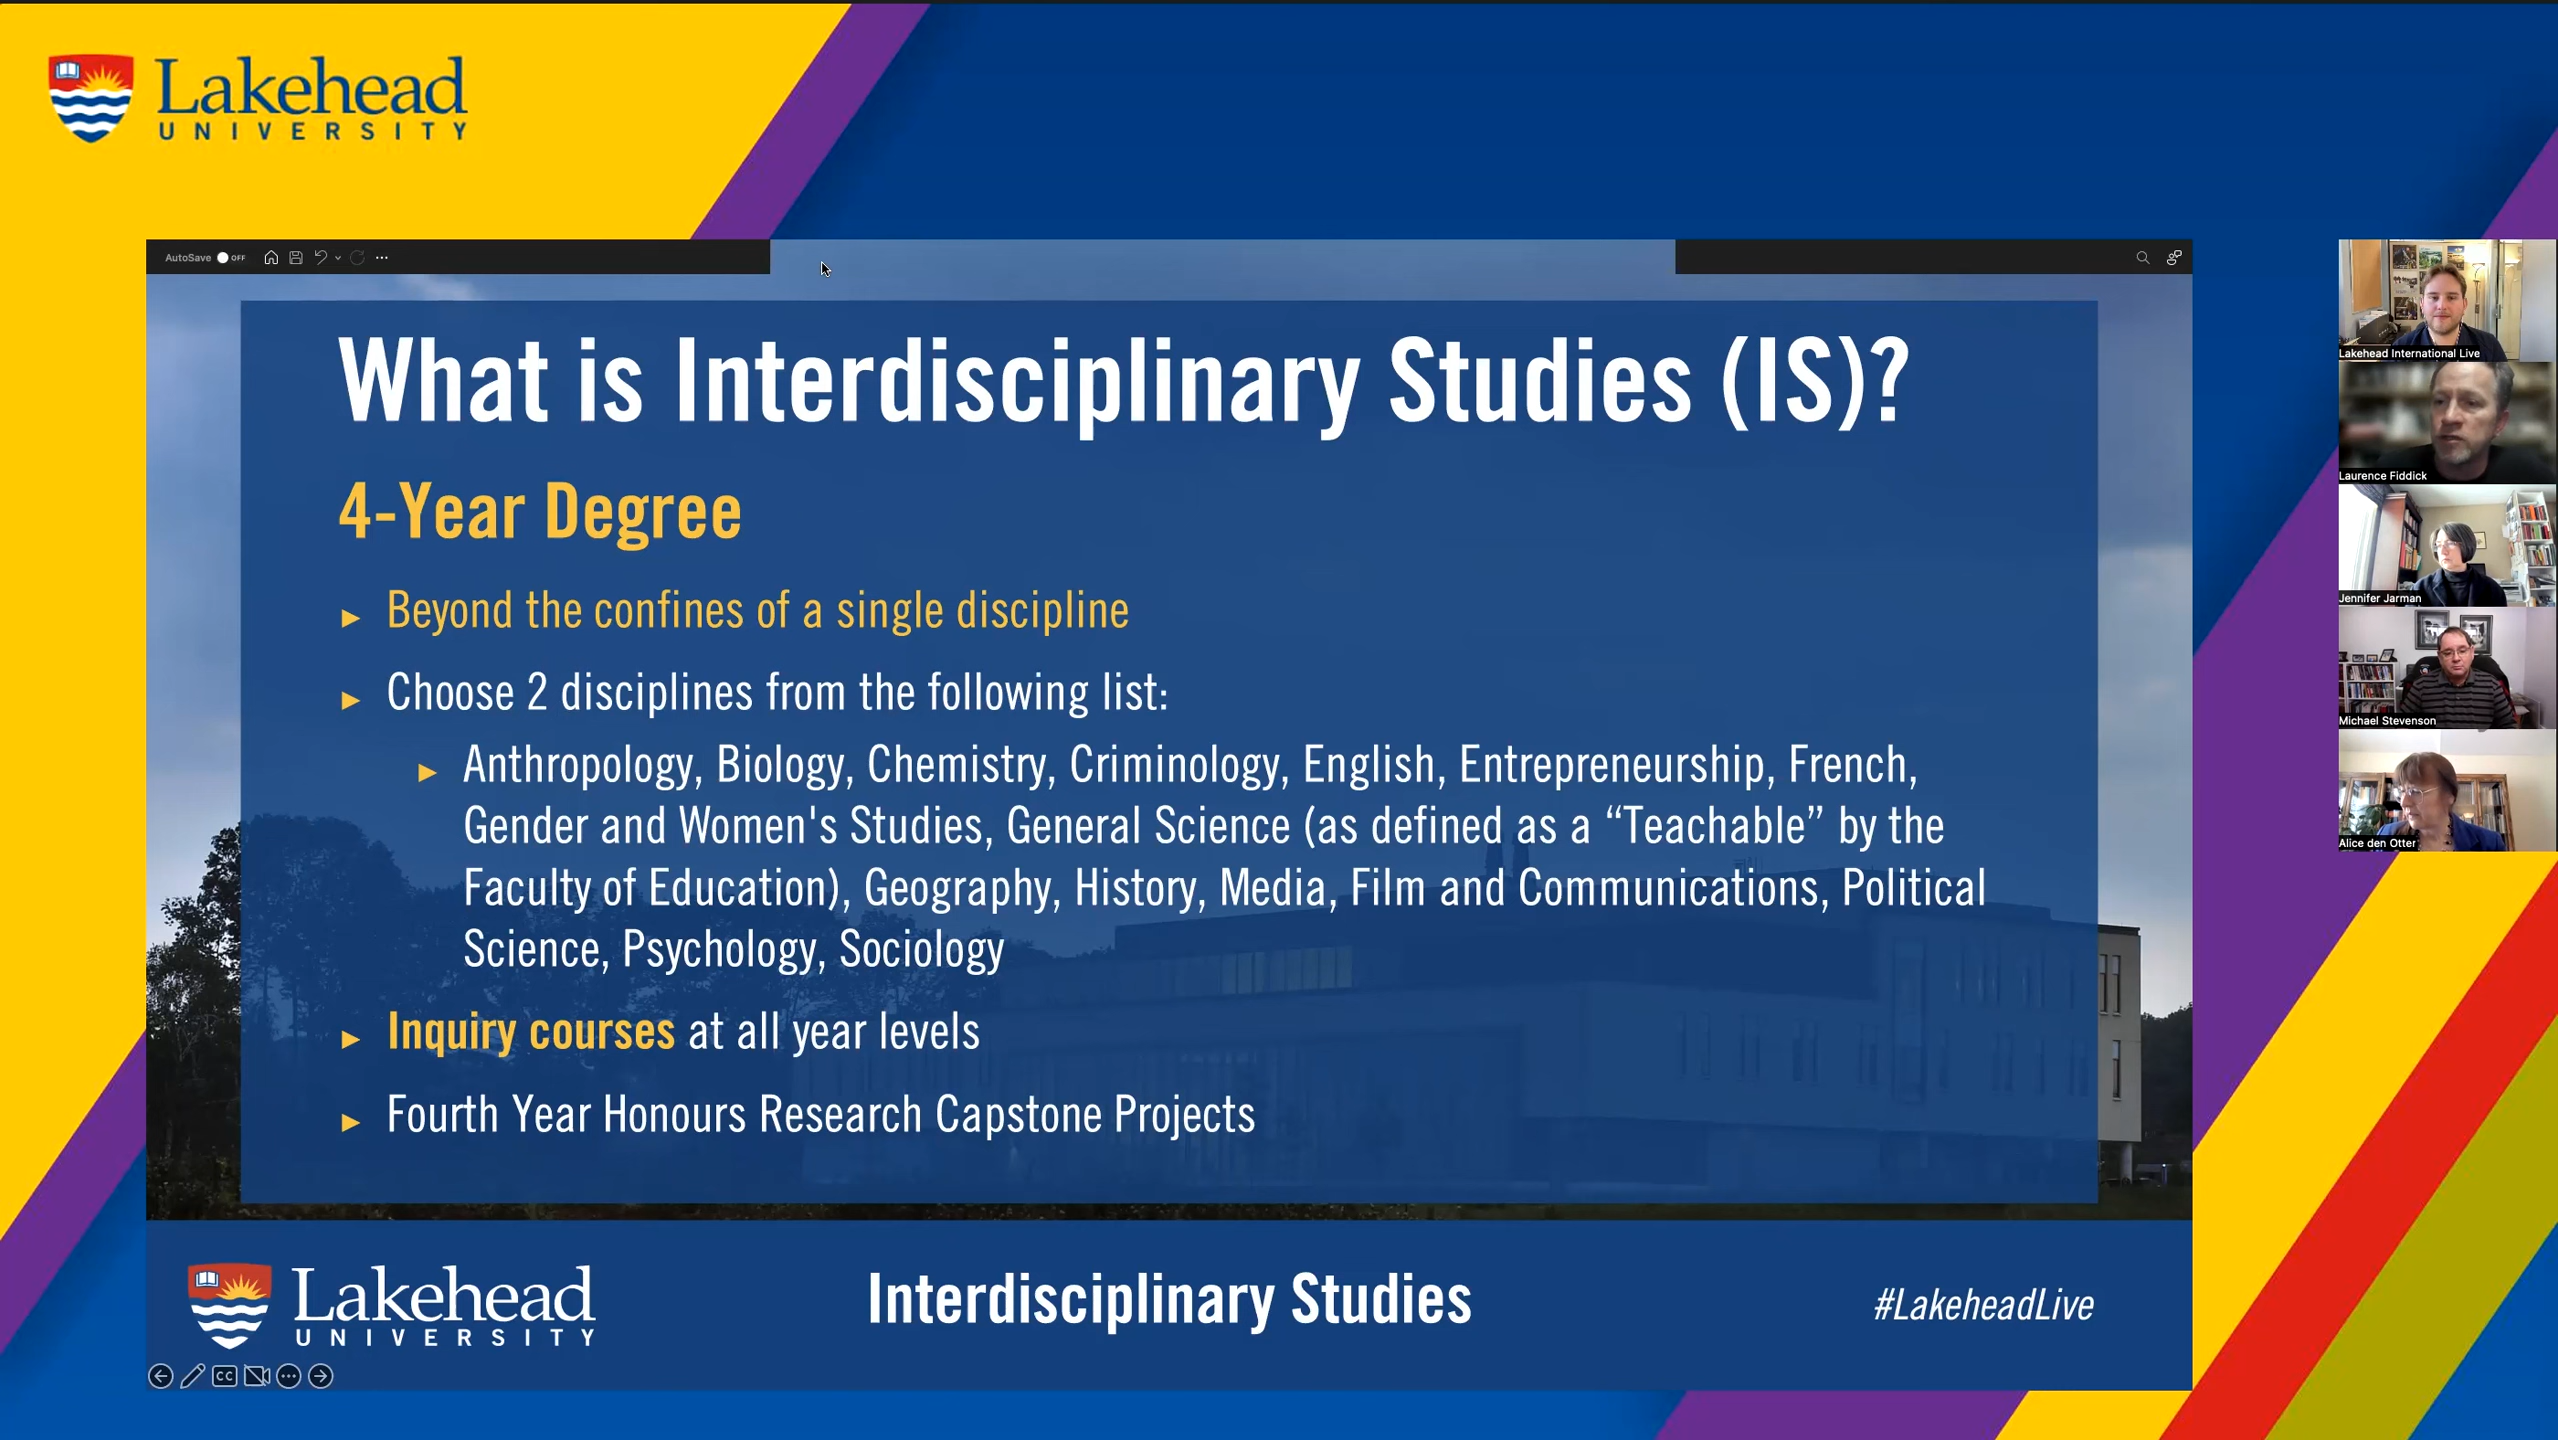 Lakehead
UNIVERSITY
AutoSave OFF
What is Interdisciplinary Studies (IS)?
4-Year Degree
Beyond the confines of a single discipline
Choose 2 disciplines from the following list:
Anthropology, Biology, Chemistry, Criminology, English, Entrepreneurship, French,
Gender and Women's Studies, General Science (as defined as a “Teachable” by the
Faculty of Education), Geography, History, Media, Film and Communications, Political
Science, Psychology, Sociology
Inquiry courses at all year levels
Fourth Year Honours Research Capstone Projects
Lakehead
UNIVERSITY
Interdisciplinary Studies
#LakeheadLive
CC
Lakehead International Live
Laurence Fiddick
Jennifer Jarman
Michael Stevenson
Alice den Otter